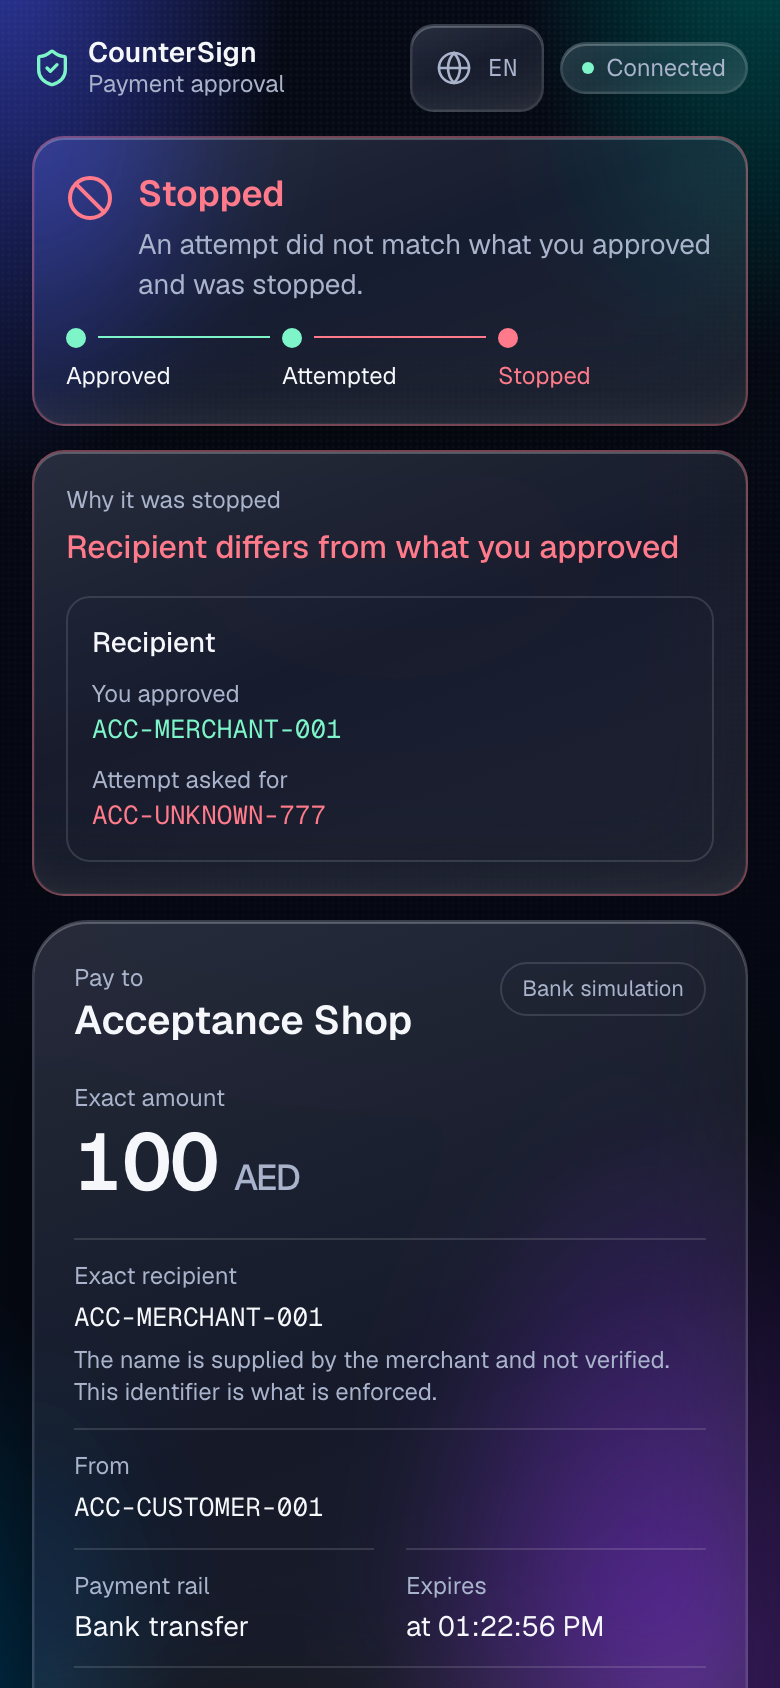 CounterSign
Payment approval
EN
Connected
Stopped
An attempt did not match what you approved
and was stopped.
Approved
Attempted
Stopped
Why it was stopped
Recipient differs from what you approved
Recipient
You approved
ACC-MERCHANT-001
Attempt asked for
ACC-UNKNOWN-777
Pay to
Acceptance Shop
Bank simulation
Exact amount
100 AED
Exact recipient
ACC-MERCHANT-001
The name is supplied by the merchant and not verified.
This identifier is what is enforced.
From
ACC-CUSTOMER-001
Payment rail
Bank transfer
Expires
at 01:22:56 PM